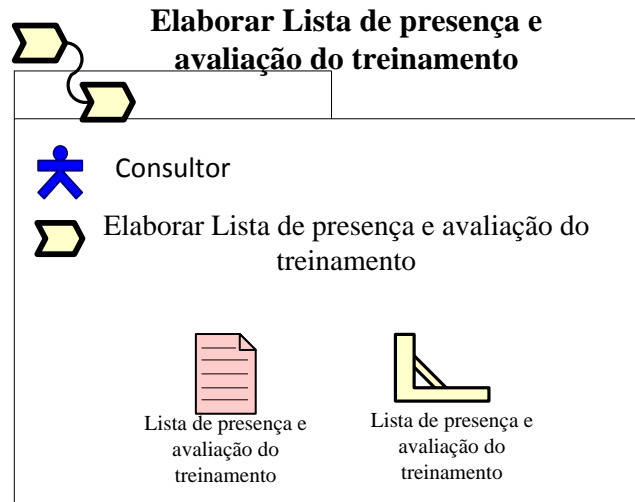 Elaborar Lista de presença e
avaliação do treinamento
Consultor
Elaborar Lista de presença e avaliação do
treinamento
Lista de presença e
avaliação do
treinamento
Lista de presença e
avaliação do
treinamento